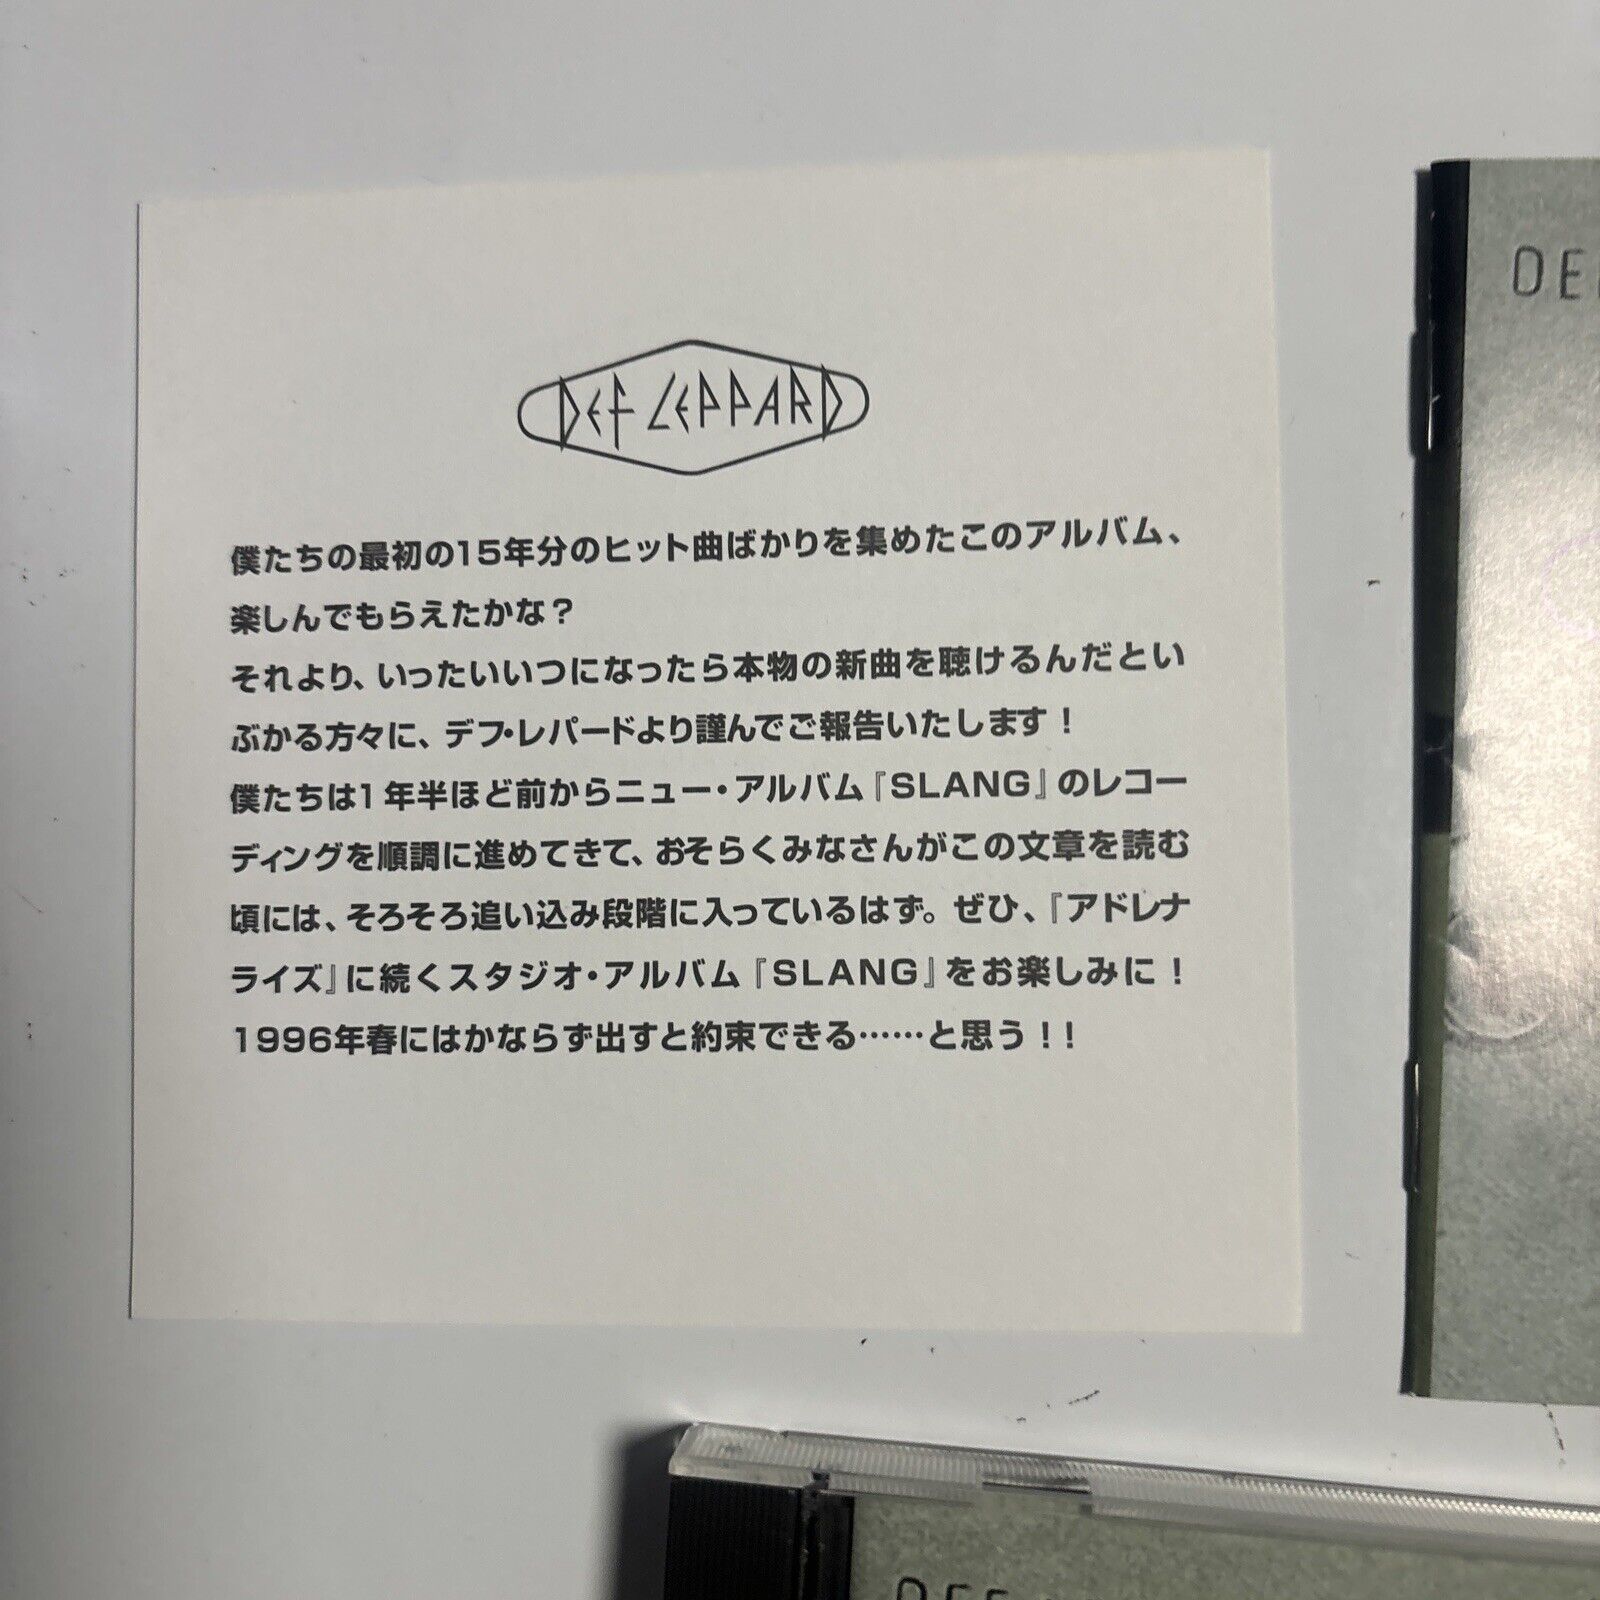 DEF LEPPARD
僕たちの最初の15年分のヒット曲ばかりを集めたこのアルバム、
楽しんでもらえたかな？
それより、いったいいつになったら本物の新曲を聴けるんだとい
ぶかる方々に、デフ・レパードより謹んでご報告いたします！
僕たちは1年半ほど前からニュー・アルバム『SLANG』のレコー
ディングを順調に進めてきて、おそらくみなさんがこの文章を読む
頃には、そろそろ追い込み段階に入っているはず。ぜひ、『アドレナ
ライズ』に続くスタジオ・アルバム『SLANG』をお楽しみに！
1996年春にはかならず出すと約束できる……と思う！！